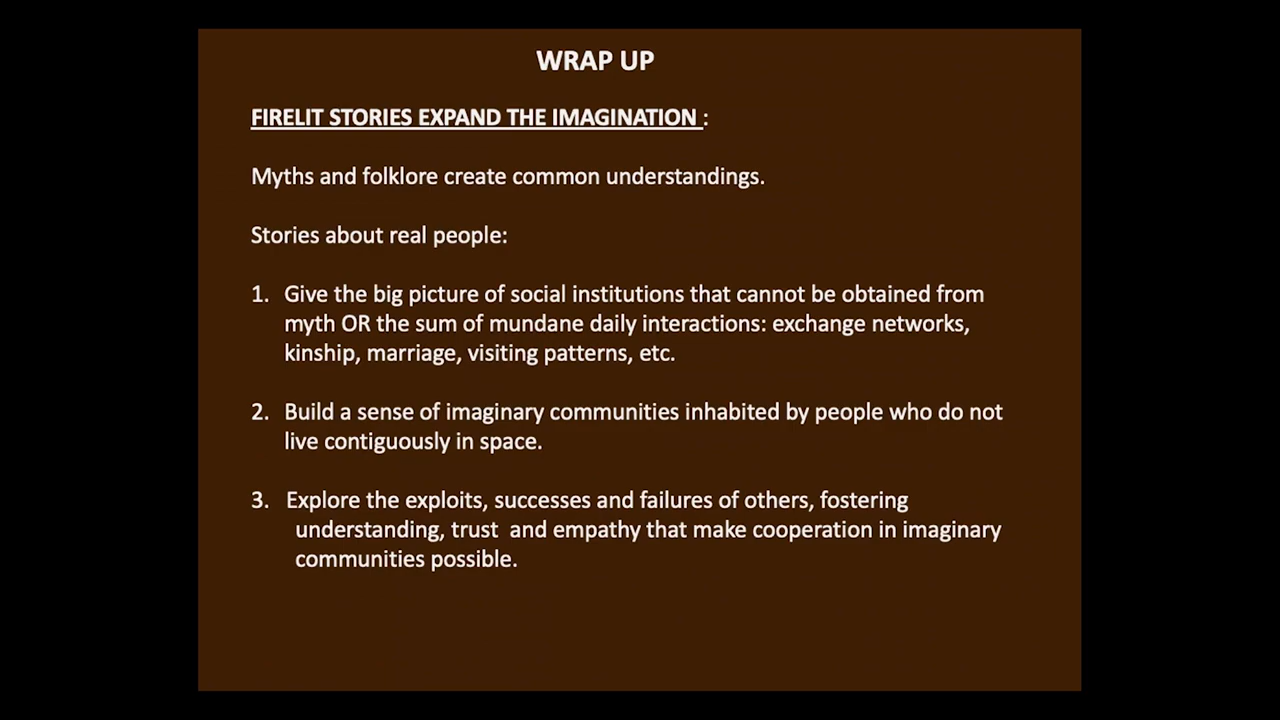 WRAP UP
FIRELIT STORIES EXPAND THE IMAGINATION :
Myths and folklore create common understandings.
Stories about real people:
1. Give the big picture of social institutions that cannot be obtained from
myth OR the sum of mundane daily interactions: exchange networks,
kinship, marriage, visiting patterns, etc.
2. Build a sense of imaginary communities inhabited by people who do not
live contiguously in space.
3. Explore the exploits, successes and failures of others, fostering
understanding, trust  and empathy that make cooperation in imaginary
communities possible.